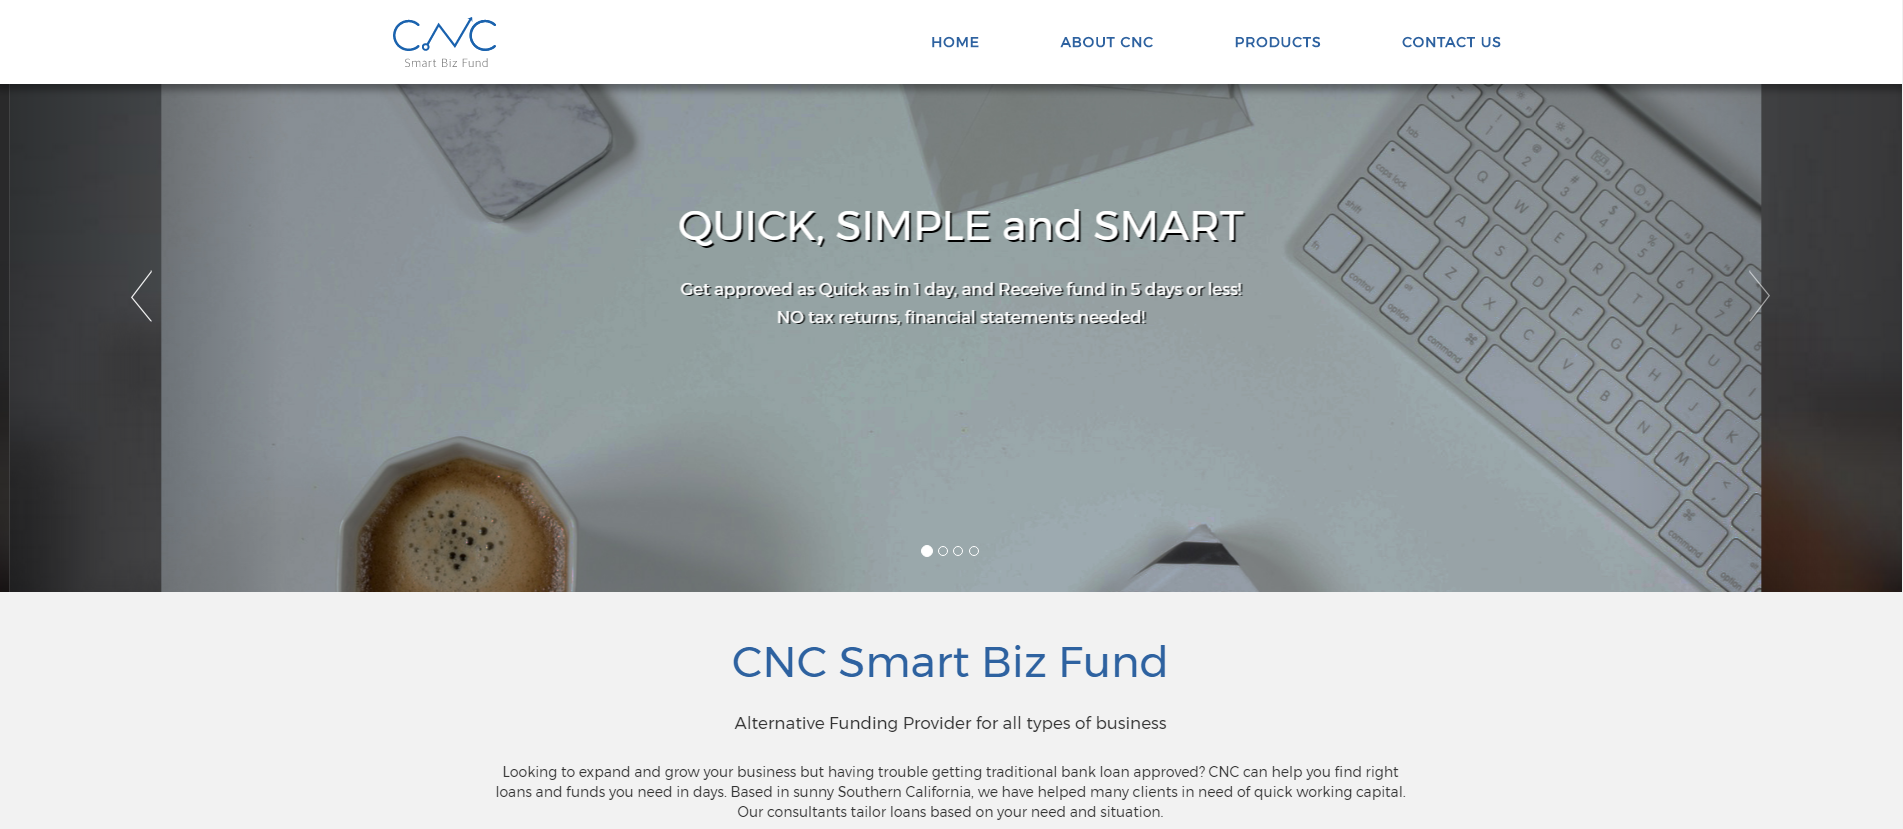 CNC
Smart Biz Fund
HOME
ABOUT CNC
PRODUCTS
CONTACT US
QUICK, SIMPLE and SMART
Get approved as Quick as in 1 day, and Receive fund in 5 days or less!
NO tax returns, financial statements needed!
CNC Smart Biz Fund
Alternative Funding Provider for all types of business
Looking to expand and grow your business but having trouble getting traditional bank loan approved? CNC can help you find right
loans and funds you need in days. Based in sunny Southern California, we have helped many clients in need of quick working capital.
Our consultants tailor loans based on your need and situation.